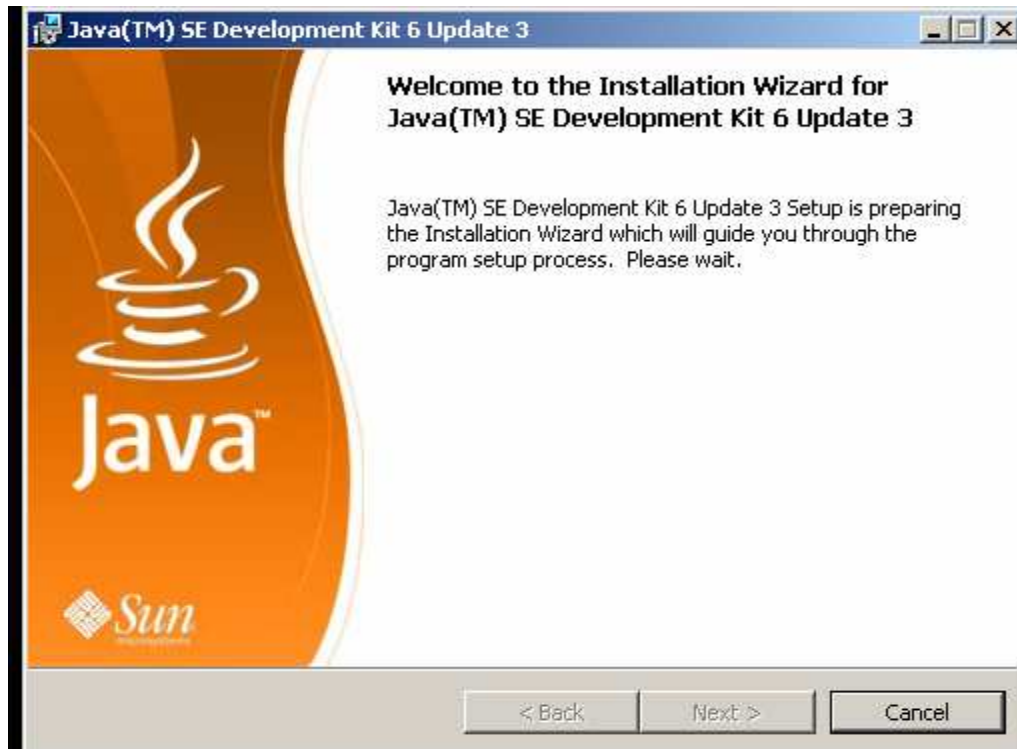 Java(TM) SE Development Kit 6 Update 3
Welcome to the Installation Wizard for
Java(TM) SE Development Kit 6 Update 3
Java(TM) SE Development Kit 6 Update 3 Setup is preparing
the Installation Wizard which will guide you through the
program setup process. Please wait.
Java™
Sun
< Back
Next >
Cancel